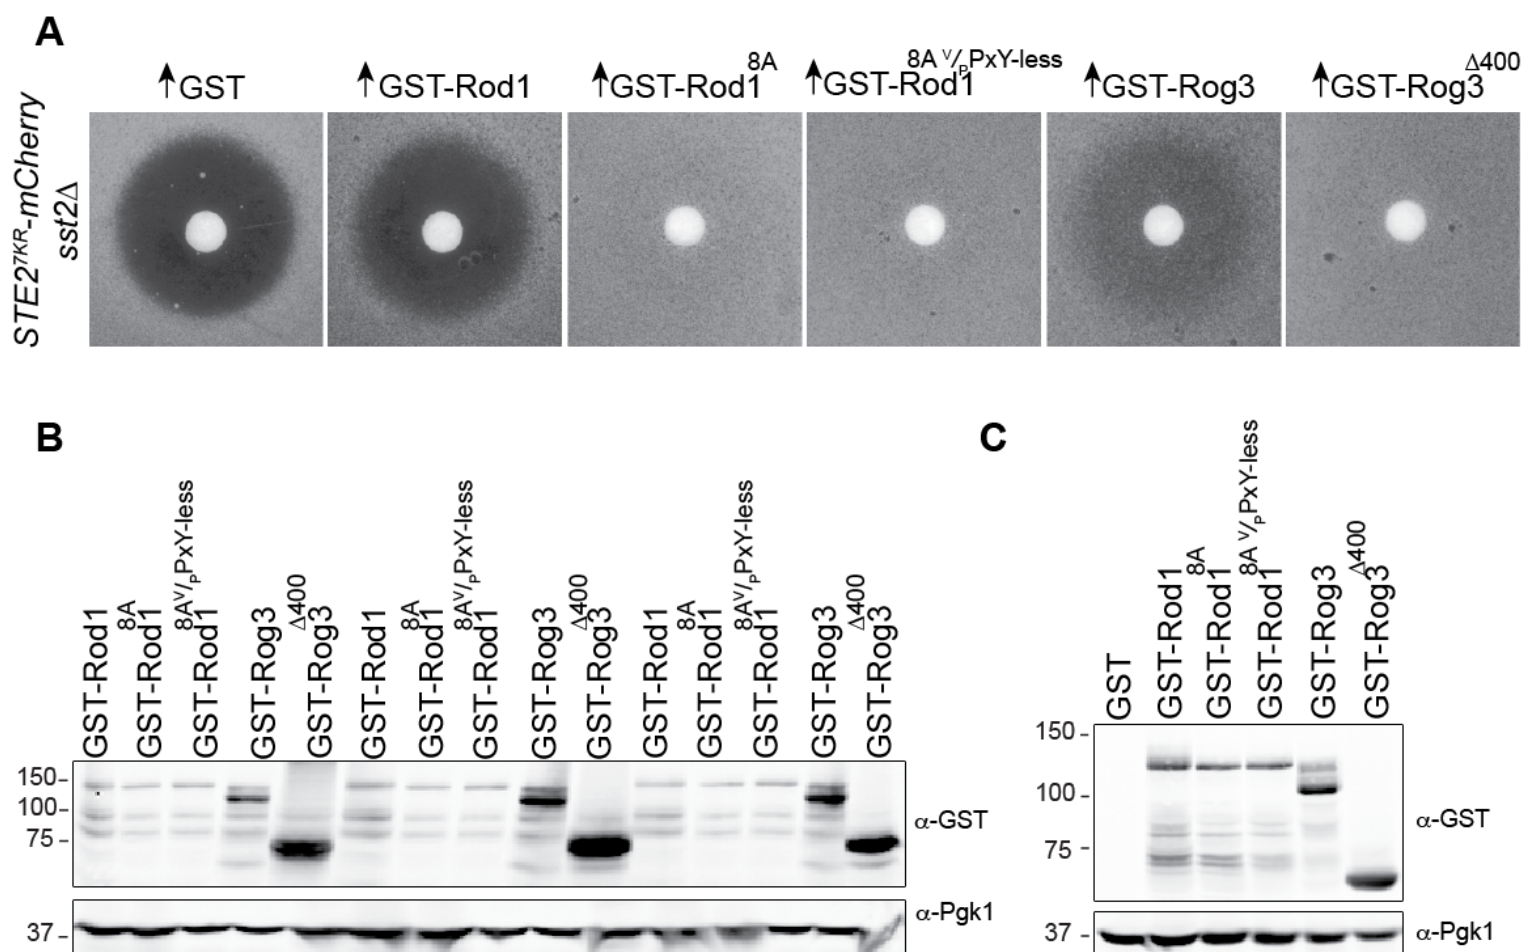 A
↑GST
↑GST-Rod1^8A
↑GST-Rod1
↑GST-Rod1^8A V/PPxY-less
↑GST-Rog3
↑GST-Rog3^Δ400
STE2^7KR-mCherry
sst2Δ
B
GST-Rod1
GST-Rod1^8A
GST-Rod1^8A V/PPxY-less
GST-Rog3
GST-Rog3^Δ400
GST-Rod1
GST-Rod1^8A
GST-Rod1^8A V/PPxY-less
GST-Rog3
GST-Rog3^Δ400
GST-Rod1
GST-Rod1^8A
GST-Rod1^8A V/PPxY-less
GST-Rog3
GST-Rog3^Δ400
150
100
75
α-GST
37
α-Pgk1
C
GST
GST-Rod1
GST-Rod1^8A
GST-Rod1^8A V/PPxY-less
GST-Rog3
GST-Rog3^Δ400
150
100
75
α-GST
37
α-Pgk1